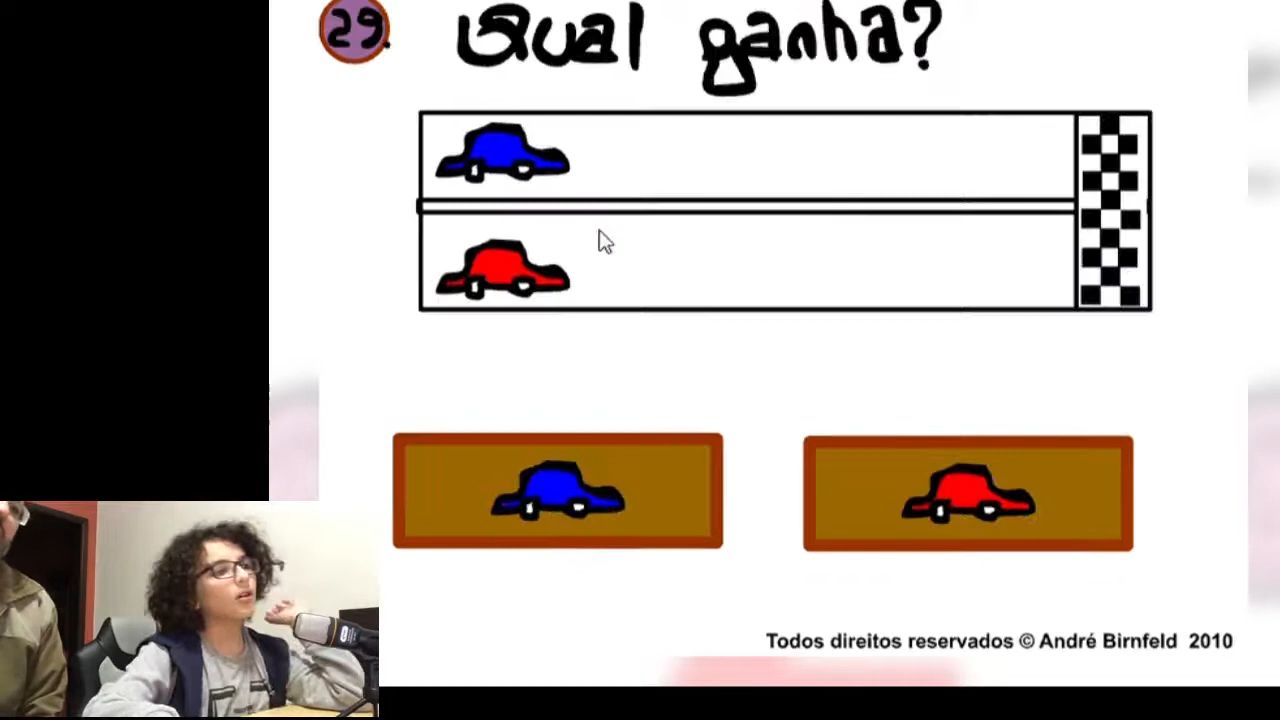 29.
Qual ganha?
Todos direitos reservados © André Birnfeld 2010